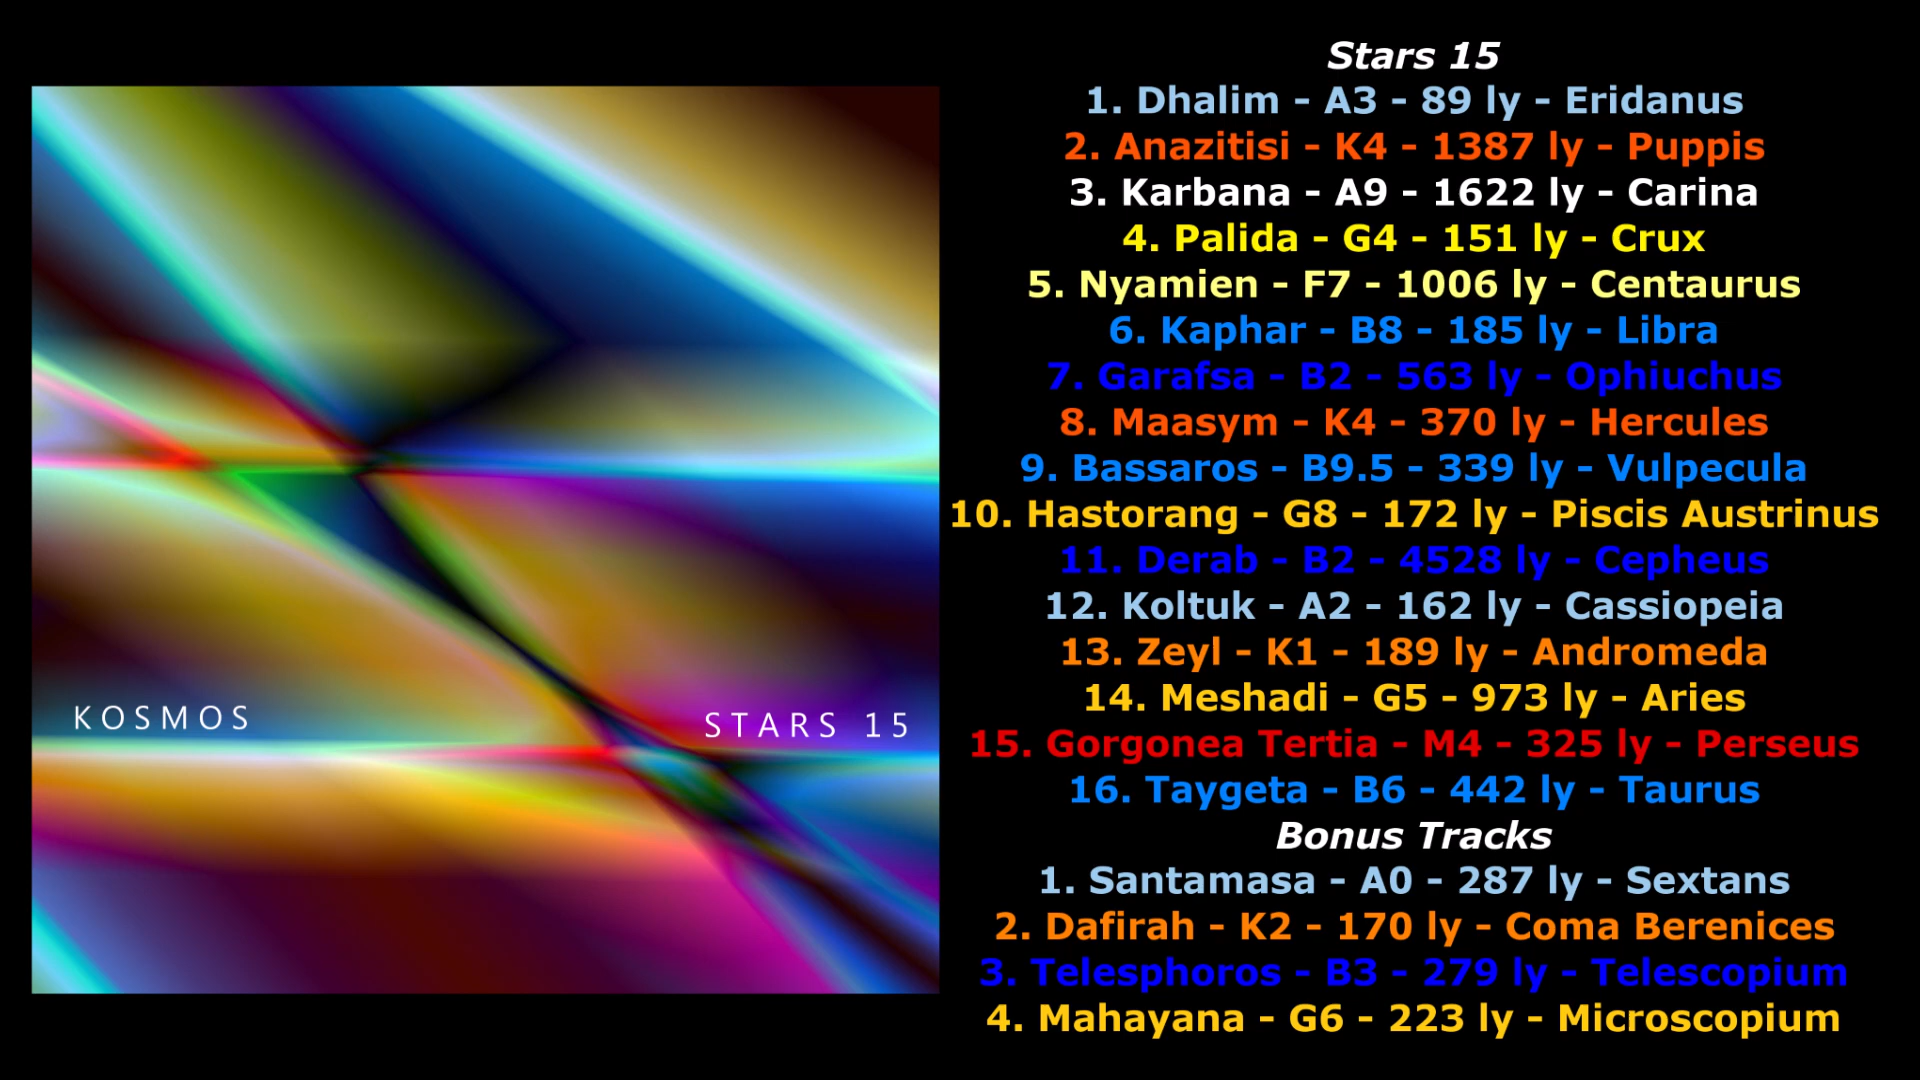 KOSMOS
STARS 15
Stars 15
1. Dhalim - A3 - 89 ly - Eridanus
2. Anazitisi - K4 - 1387 ly - Puppis
3. Karbana - A9 - 1622 ly - Carina
4. Palida - G4 - 151 ly - Crux
5. Nyamien - F7 - 1006 ly - Centaurus
6. Kaphar - B8 - 185 ly - Libra
7. Garafsa - B2 - 563 ly - Ophiuchus
8. Maasym - K4 - 370 ly - Hercules
9. Bassaros - B9.5 - 339 ly - Vulpecula
10. Hastorang - G8 - 172 ly - Piscis Austrinus
11. Derab - B2 - 4528 ly - Cepheus
12. Koltuk - A2 - 162 ly - Cassiopeia
13. Zeyl - K1 - 189 ly - Andromeda
14. Meshadi - G5 - 973 ly - Aries
15. Gorgonea Tertia - M4 - 325 ly - Perseus
16. Taygeta - B6 - 442 ly - Taurus
Bonus Tracks
1. Santamasa - A0 - 287 ly - Sextans
2. Dafirah - K2 - 170 ly - Coma Berenices
3. Telesphoros - B3 - 279 ly - Telescopium
4. Mahayana - G6 - 223 ly - Microscopium